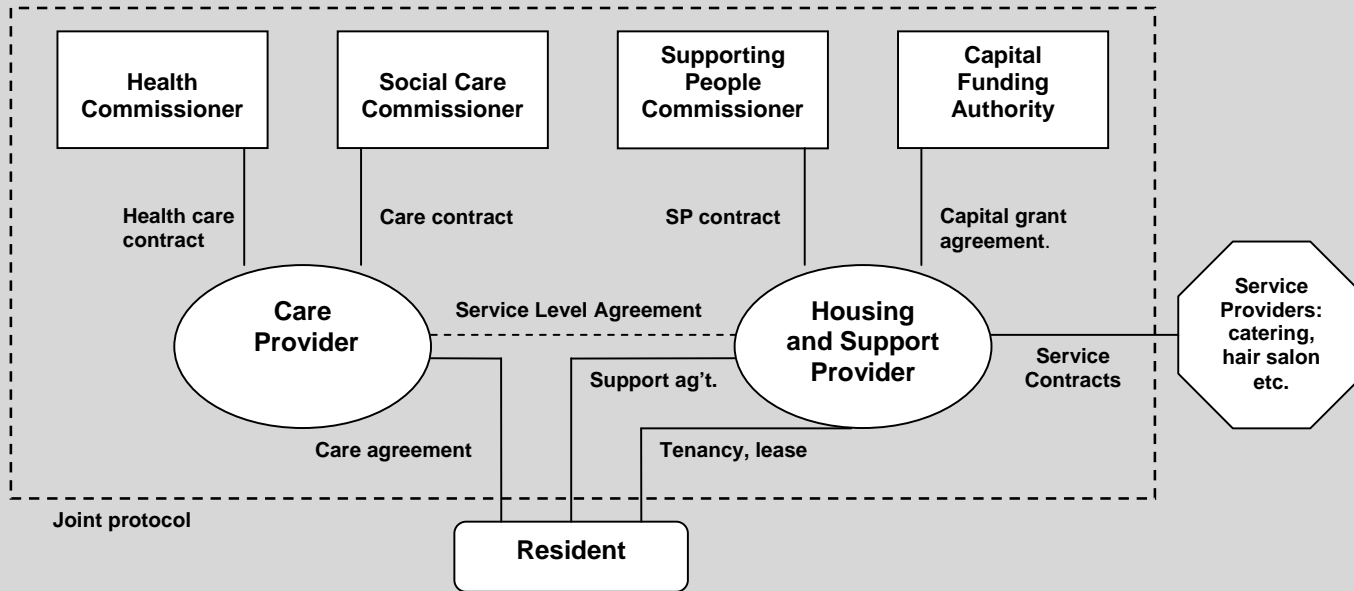 Health
Commissioner
Social Care
Commissioner
Supporting
People
Commissioner
Capital
Funding
Authority
Health care
contract
Care contract
SP contract
Capital grant
agreement.
Care
Provider
Service Level Agreement
Housing
and Support
Provider
Service
Contracts
Service
Providers:
catering,
hair salon
etc.
Support ag't.
Care agreement
Tenancy, lease
Joint protocol
Resident